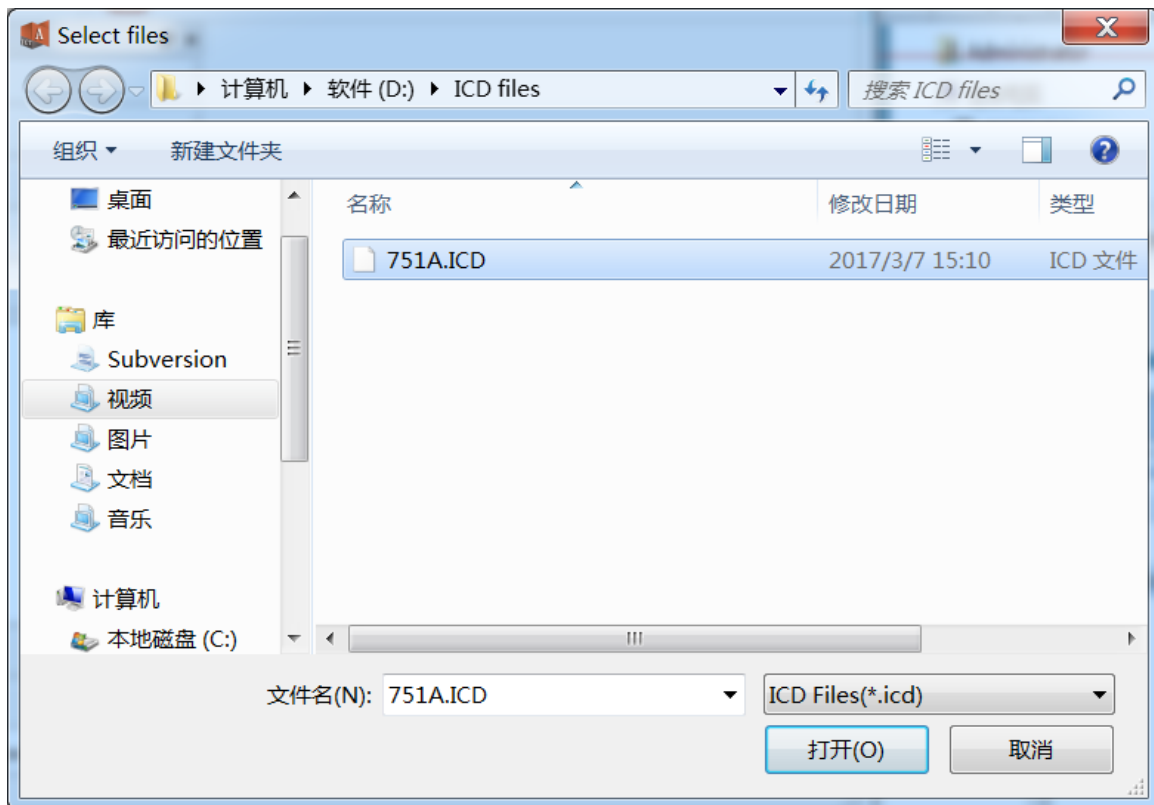 Select files
计算机 软件 (D:) ICD files
搜索 ICD files
组织 新建文件夹
桌面
最近访问的位置
库
Subversion
视频
图片
文档
音乐
计算机
本地磁盘 (C:)
名称 修改日期 类型
751A.ICD 2017/3/7 15:10 ICD 文件
文件名(N): 751A.ICD ICD Files(*.icd)
打开(O) 取消